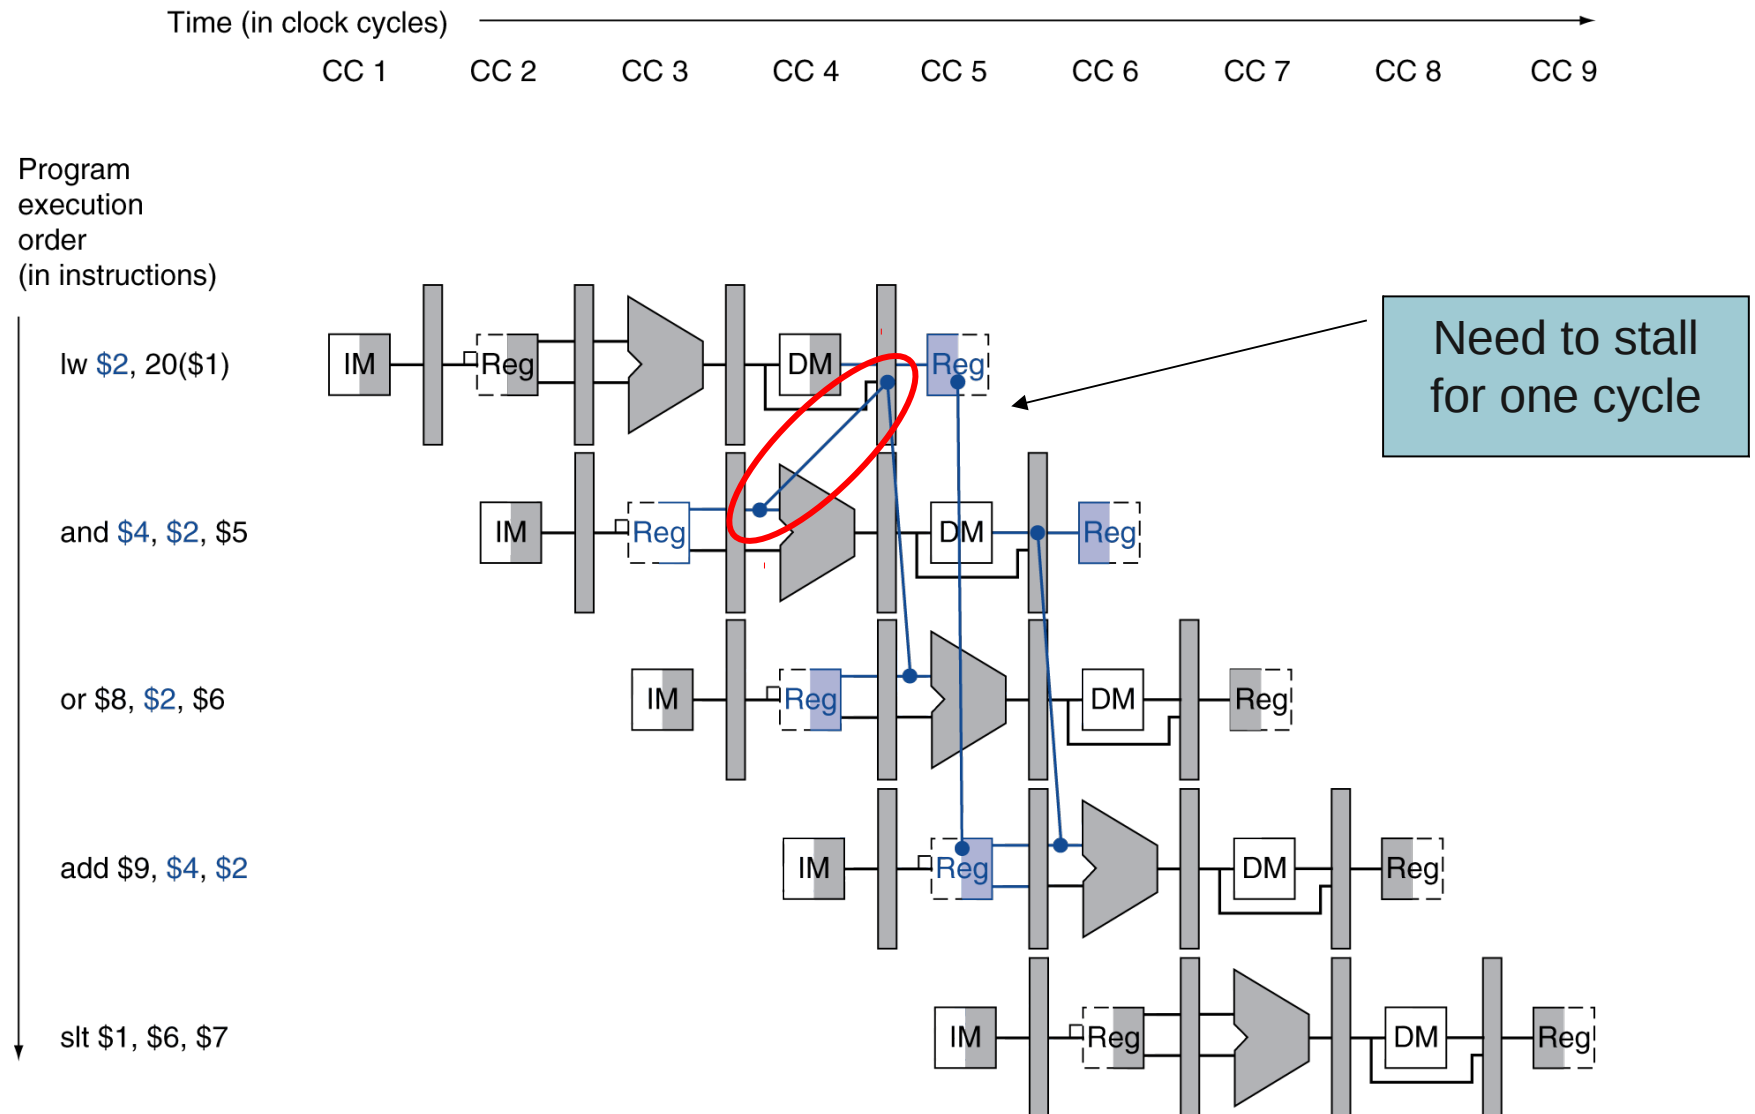 Time (in clock cycles)
CC 1 CC 2 CC 3 CC 4 CC 5 CC 6 CC 7 CC 8 CC 9
Program
execution
order
(in instructions)
Need to stall
for one cycle
lw $2, 20($1) IM Reg DM Reg
and $4, $2, $5 IM Reg DM Reg
or $8, $2, $6 IM Reg DM Reg
add $9, $4, $2 IM Reg DM Reg
slt $1, $6, $7 IM Reg DM Reg